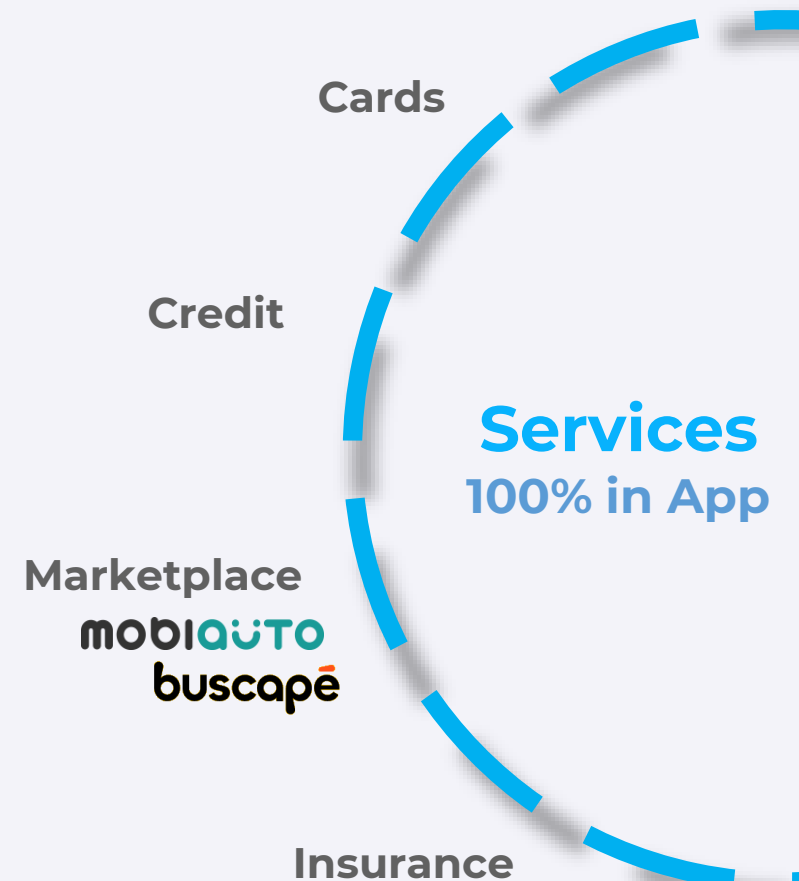 Cards
Credit
Services
100% in App
Marketplace
mobiauto
buscapé
Insurance